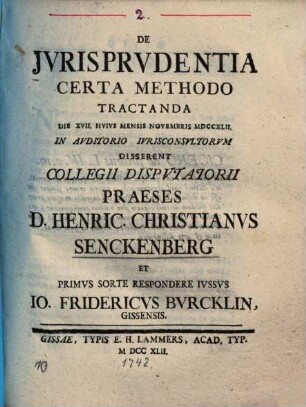 2.
DE
JVRISPRVDENTIA
CERTA METHODO
TRACTANDA
DIE XVII. HVIVS MENSIS NOVEMBRIS MDCCXLII.
IN AVDITORIO IVRISCONSVLTORVM
DISSERENT
COLLEGII DISPVTATORII
PRAESES
D. HENRIC. CHRISTIANVS
SENCKENBERG
ET
PRIMVS SORTE RESPONDERE IVSSVS
IO. FRIDERICVS BVRCKLIN,
GISSENSIS.
GISSAE, TYPIS E. H. LAMMERS, ACAD, TYP.
M DCC XLII.
1742